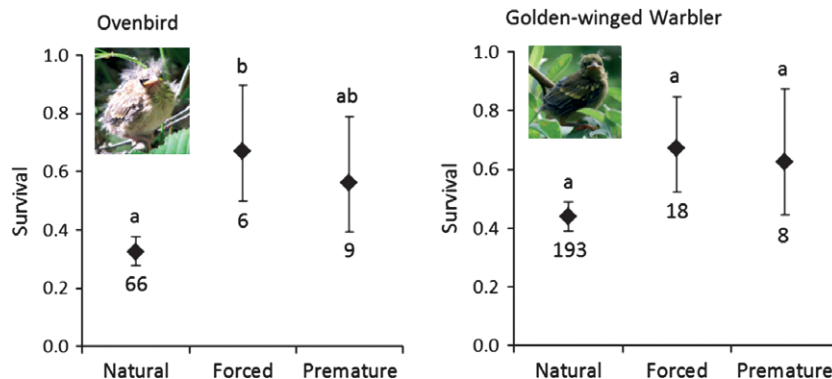 Ovenbird
Survival
1.0
0.8
0.6
0.4
0.2
0.0
a
b
ab
66
6
9
Natural Forced Premature
Golden-winged Warbler
Survival
1.0
0.8
0.6
0.4
0.2
0.0
a
a
a
193
18
8
Natural Forced Premature